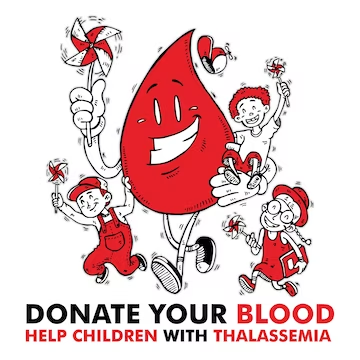 DONATE YOUR BLOOD
HELP CHILDREN WITH THALASSEMIA